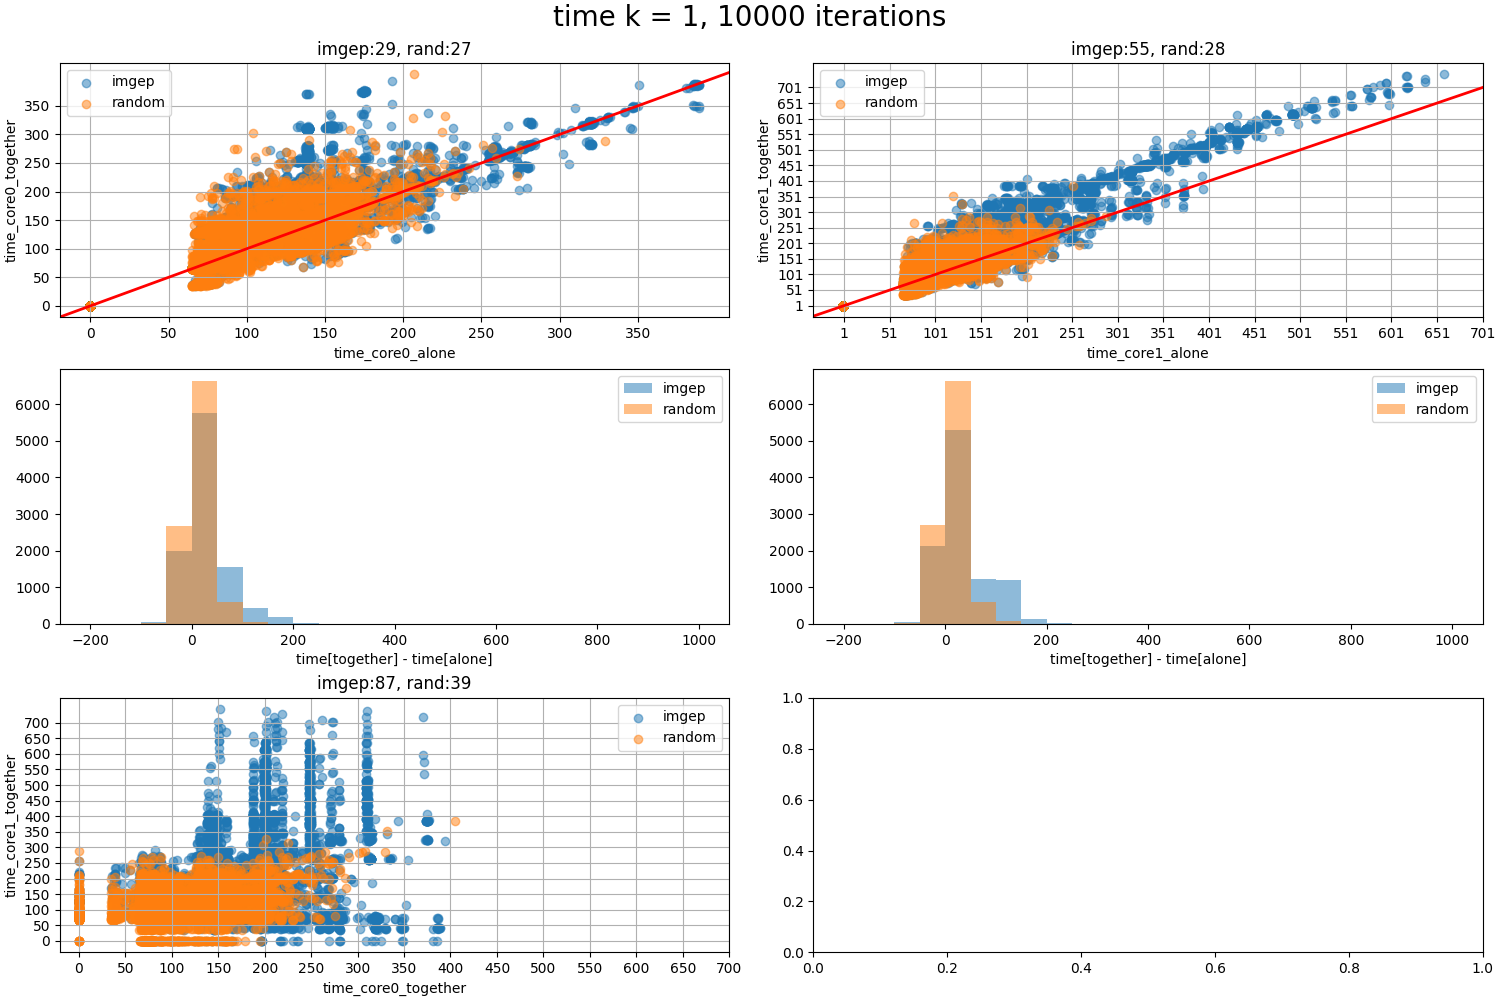 time k = 1, 10000 iterations
imgep:29, rand:27
imgep
random
350
300
250
200
150
100
50
0
time_core0_together
0 50 100 150 200 250 300 350
time_core0_alone
imgep:55, rand:28
imgep
random
701
651
601
551
501
451
401
351
301
251
201
151
101
51
1
time_core1_together
1 51 101 151 201 251 301 351 401 451 501 551 601 651 701
time_core1_alone
imgep
random
6000
5000
4000
3000
2000
1000
0
−200 0 200 400 600 800 1000
time[together] - time[alone]
imgep
random
6000
5000
4000
3000
2000
1000
0
−200 0 200 400 600 800 1000
time[together] - time[alone]
imgep:87, rand:39
imgep
random
700
650
600
550
500
450
400
350
300
250
200
150
100
50
0
time_core1_together
0 50 100 150 200 250 300 350 400 450 500 550 600 650 700
time_core0_together
1.0
0.8
0.6
0.4
0.2
0.0
0.0 0.2 0.4 0.6 0.8 1.0